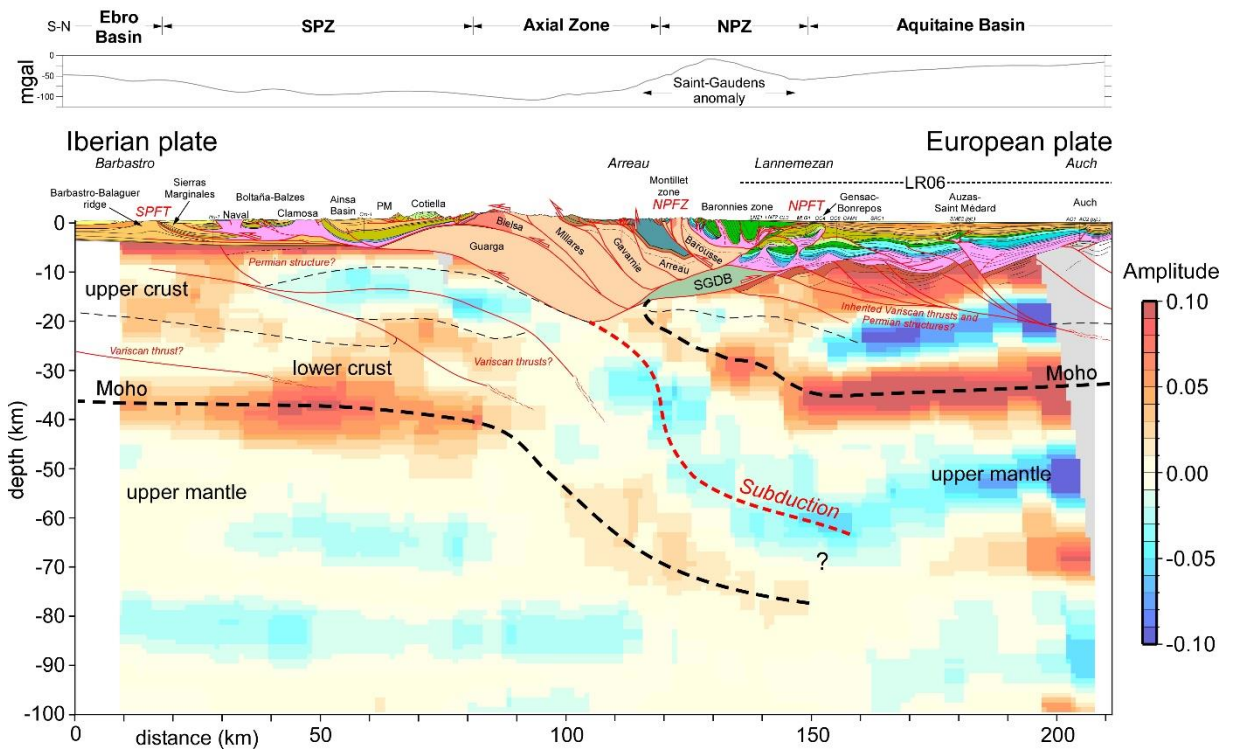 S-N
Ebro
Basin
SPZ
Axial Zone
NPZ
Aquitaine Basin
mgal
0
-50
-100
Saint-Gaudens
anomaly
Iberian plate
European plate
Barbastro
Arreau
Lannemezan
Auch
LR06
Barbastro-Balaguer
ridge
SPFT
Sierras
Marginales
Naval
Boltaña-Balzes
Clamosa
Ainsa
Basin
PM
Cotiella
Montillet
zone
NPFZ
Baronnies zone
NPFT
Gensac-
Bonrepos
Auzas-
Saint Médard
Auch
Bielsa
Guarga
Millares
Gavarnie
Arreau
Barousse
SGDB
Permian structure?
upper crust
Variscan thrust?
lower crust
Variscan thrusts?
Inherited Variscan thrusts and
Permian structures?
Moho
Moho
upper mantle
upper mantle
Subduction
?
depth (km)
0
-10
-20
-30
-40
-50
-60
-70
-80
-90
-100
0
50
100
150
200
distance (km)
Amplitude
0.10
0.05
0.00
-0.05
-0.10